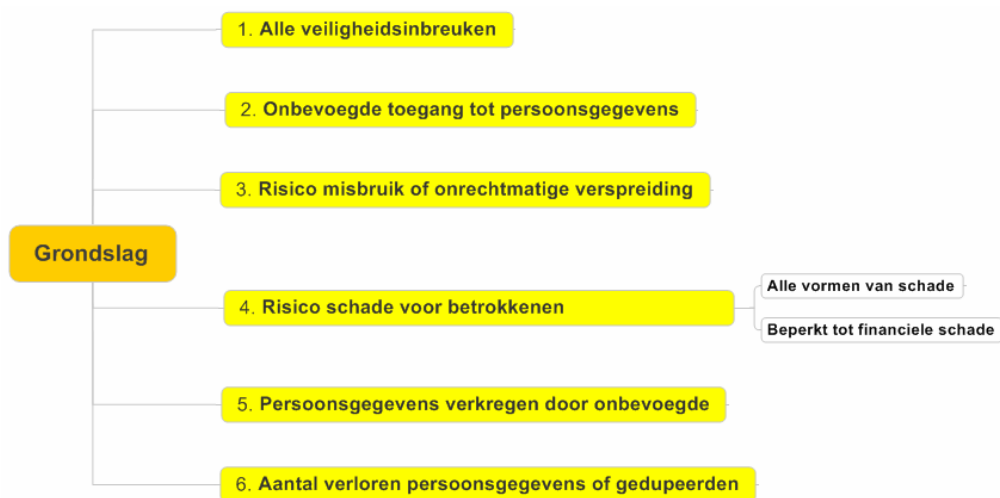 1. Alle veiligheidsinbreuken
2. Onbevoegde toegang tot persoonsgegevens
3. Risico misbruik of onrechtmatige verspreiding
Grondslag
4. Risico schade voor betrokkenen
Alle vormen van schade
Beperkt tot financiele schade
5. Persoonsgegevens verkregen door onbevoegde
6. Aantal verloren persoonsgegevens of gedupeerden